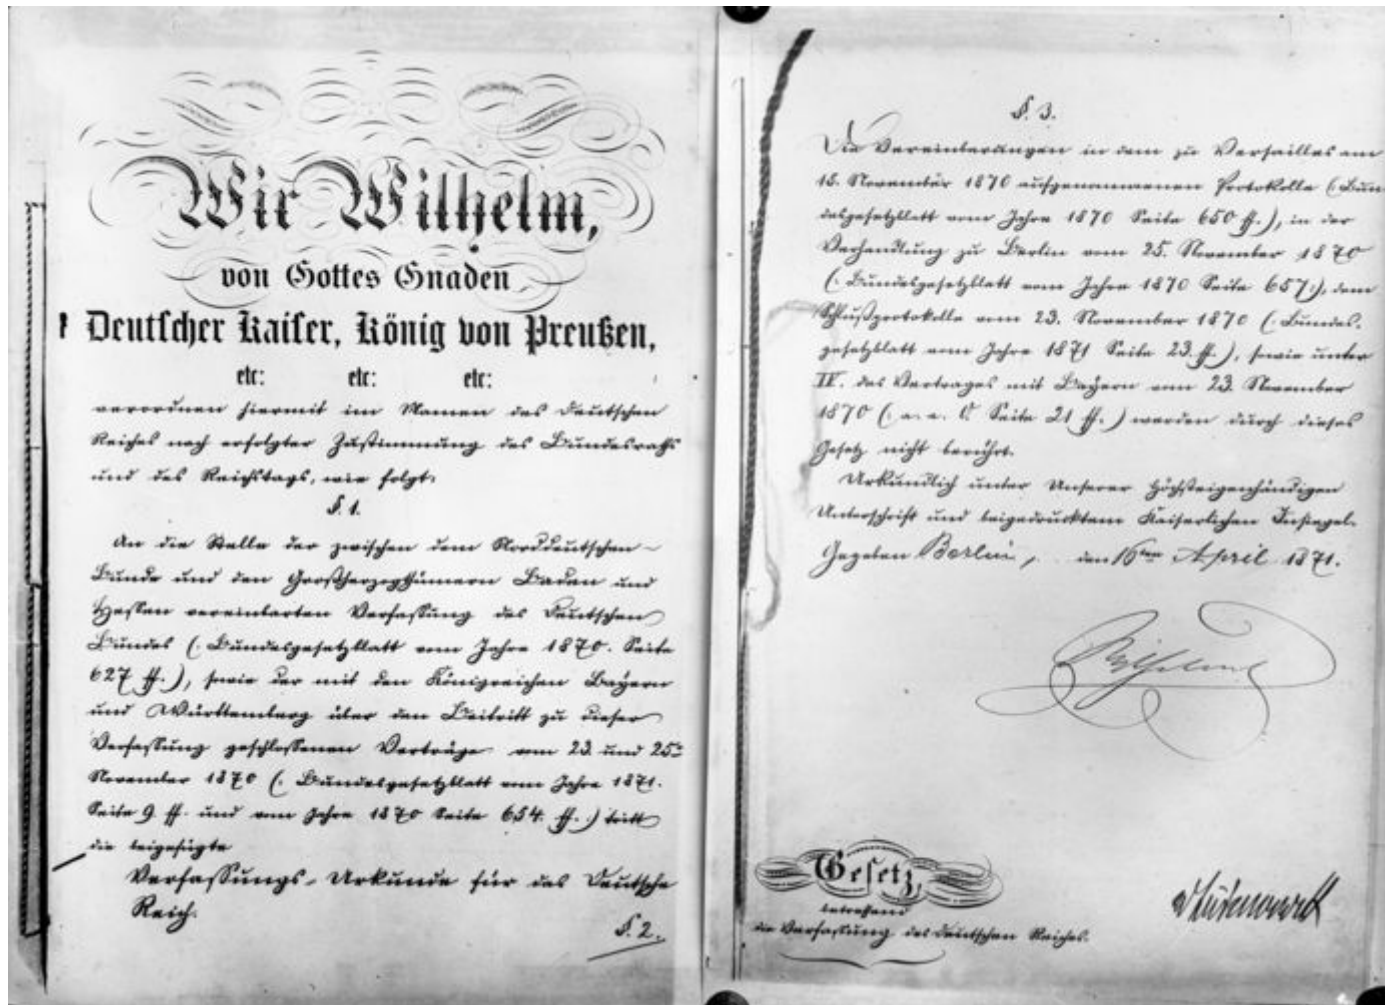 Wir Wilhelm,
von Gottes Gnaden
Deutscher Kaiser, König von Preußen,
etc: etc: etc:
verordnen hiermit im Namen des Deutschen
Reiches nach erfolgter Zustimmung des Bundesraths
und des Reichstags, wie folgt:
§. 1.
An die Stelle der zwischen dem Norddeutschen
Bunde und den Großherzogthümern Baden und
Hessen vereinbarten Verfassung des Deutschen
Bundes (: Bundesgesetzblatt vom Jahre 1870. Seite
627 ff.), sowie der mit den Königreichen Bayern
und Württemberg über den Beitritt zu dieser
Verfassung geschlossenen Verträge vom 23. und 25.
November 1870 (: Bundesgesetzblatt vom Jahre 1871.
Seite 9 ff. und vom Jahre 1870 Seite 654. ff.:) tritt
die beigefügte
Verfassungs-Urkunde für das Deutsche
Reich.
§. 2.
§. 3.
Die Vereinbarungen in dem zu Versailles am
15. November 1870 aufgenommenen Protokolle (: Bun
desgesetzblatt vom Jahre 1870 Seite 650 ff.), in der
Verhandlung zu Berlin vom 25. November 1870
(: Bundesgesetzblatt vom Jahre 1870 Seite 657:), dem
Schlußprotokolle vom 23. November 1870 (: Bundes-
gesetzblatt vom Jahre 1871 Seite 23. ff.), sowie unter
IV. des Vertrages mit Bayern vom 23. November
1870 (: a. a. O. Seite 21 ff.) werden durch dieses
Gesetz nicht berührt.
Urkundlich unter Unserer Höchsteigenhändigen
Unterschrift und beigedrucktem Kaiserlichen Insiegel.
Gegeben Berlin, den 16ten April 1871.
Wilhelm
Gesetz,
betreffend
die Verfassung des Deutschen Reiches.